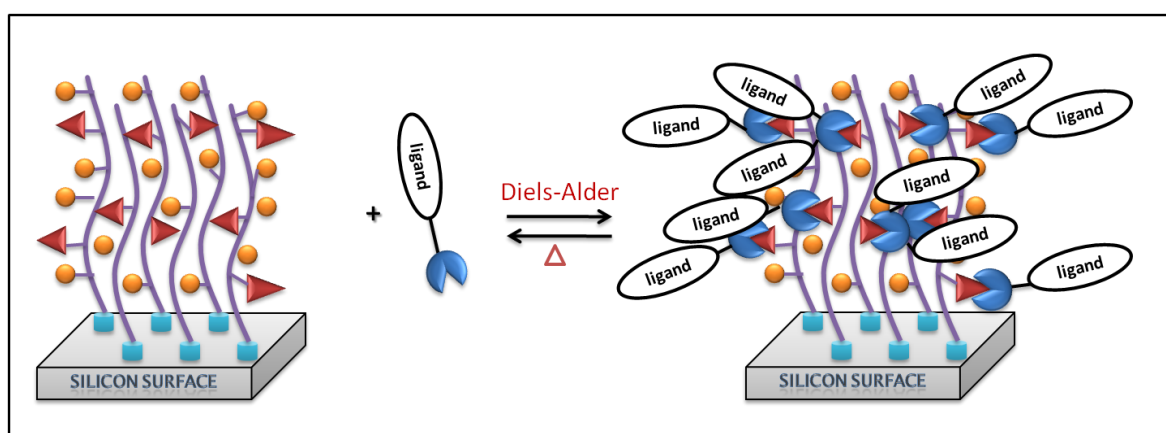 ligand
ligand
ligand
ligand
ligand
+
ligand
Diels-Alder
Δ
ligand
ligand
ligand
ligand
ligand
ligand
SILICON SURFACE
SILICON SURFACE